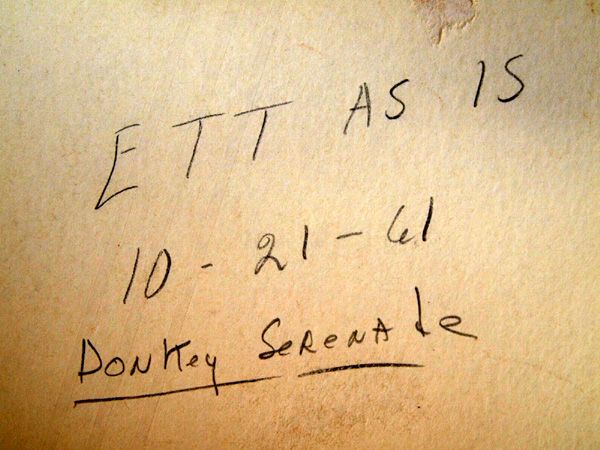 ETT AS IS
10-21-61
Donkey Serenade